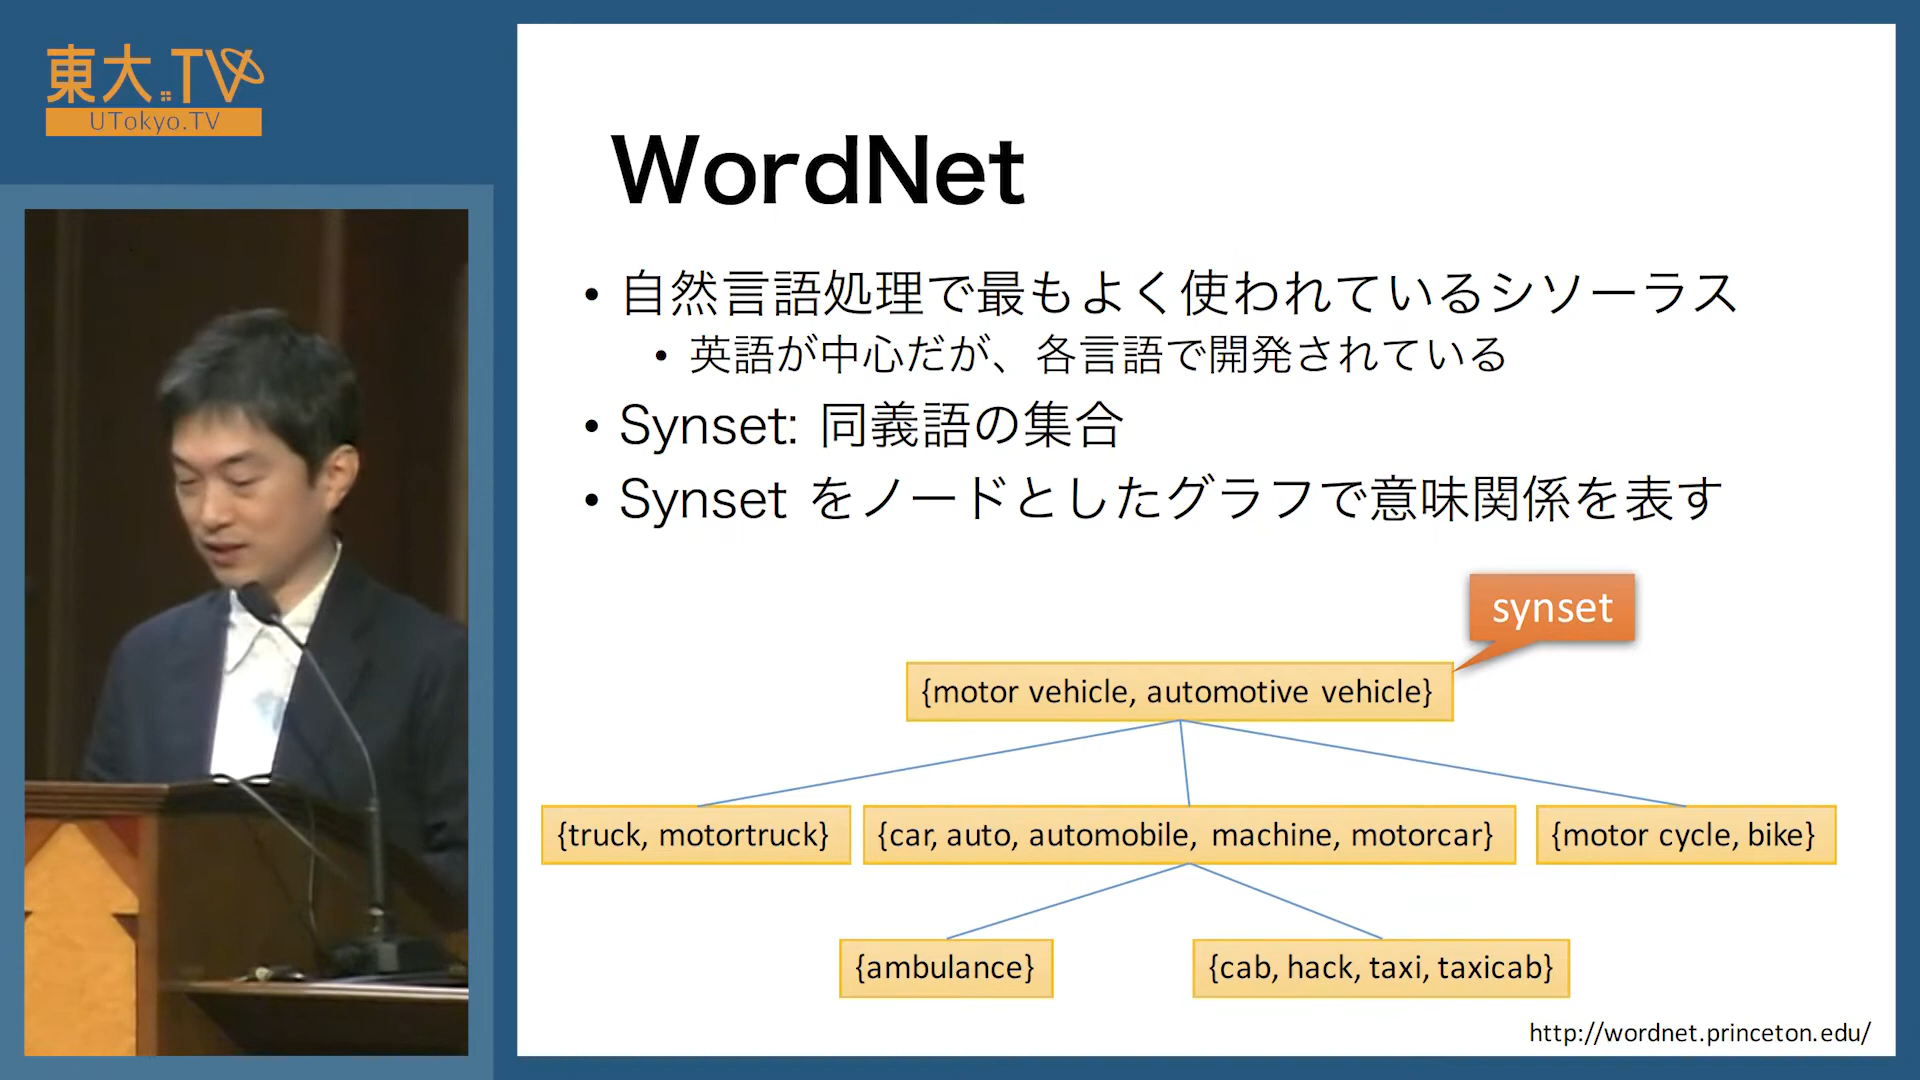 東大.TV
UTokyo.TV
WordNet
• 自然言語処理で最もよく使われているシソーラス
• 英語が中心だが、各言語で開発されている
• Synset: 同義語の集合
• Synset をノードとしたグラフで意味関係を表す
synset
{motor vehicle, automotive vehicle}
{truck, motortruck}
{car, auto, automobile, machine, motorcar}
{motor cycle, bike}
{ambulance}
{cab, hack, taxi, taxicab}
http://wordnet.princeton.edu/